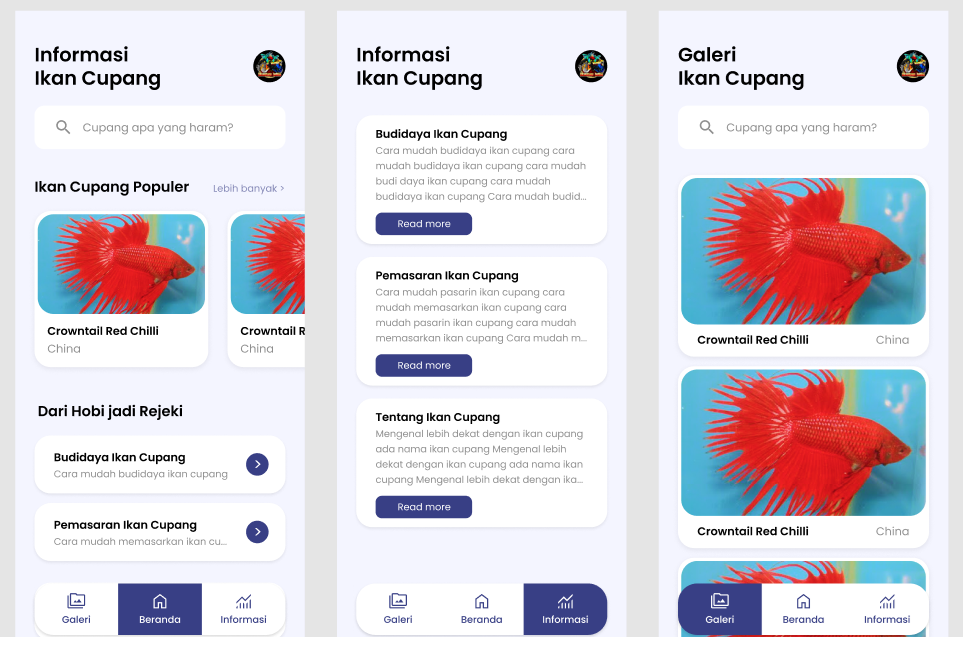 Informasi
Ikan Cupang
Cupang apa yang haram?
Ikan Cupang Populer
Lebih banyak >
Crowntail Red Chilli
China
Crowntail R
China
Dari Hobi jadi Rejeki
Budidaya Ikan Cupang
Cara mudah budidaya ikan cupang
Pemasaran Ikan Cupang
Cara mudah memasarkan ikan cu...
Galeri
Beranda
Informasi
Informasi
Ikan Cupang
Budidaya Ikan Cupang
Cara mudah budidaya ikan cupang cara
mudah budidaya ikan cupang cara mudah
budi daya ikan cupang cara mudah
budidaya ikan cupang Cara mudah budid...
Read more
Pemasaran Ikan Cupang
Cara mudah pasarin ikan cupang cara
mudah memasarkan ikan cupang cara
mudah pasarin ikan cupang cara mudah
memasarkan ikan cupang Cara mudah m...
Read more
Tentang Ikan Cupang
Mengenal lebih dekat dengan ikan cupang
ada nama ikan cupang Mengenal lebih
dekat dengan ikan cupang ada nama ikan
cupang Mengenal lebih dekat dengan ika...
Read more
Galeri
Beranda
Informasi
Galeri
Ikan Cupang
Cupang apa yang haram?
Crowntail Red Chilli
China
Crowntail Red Chilli
China
Galeri
Beranda
Informasi